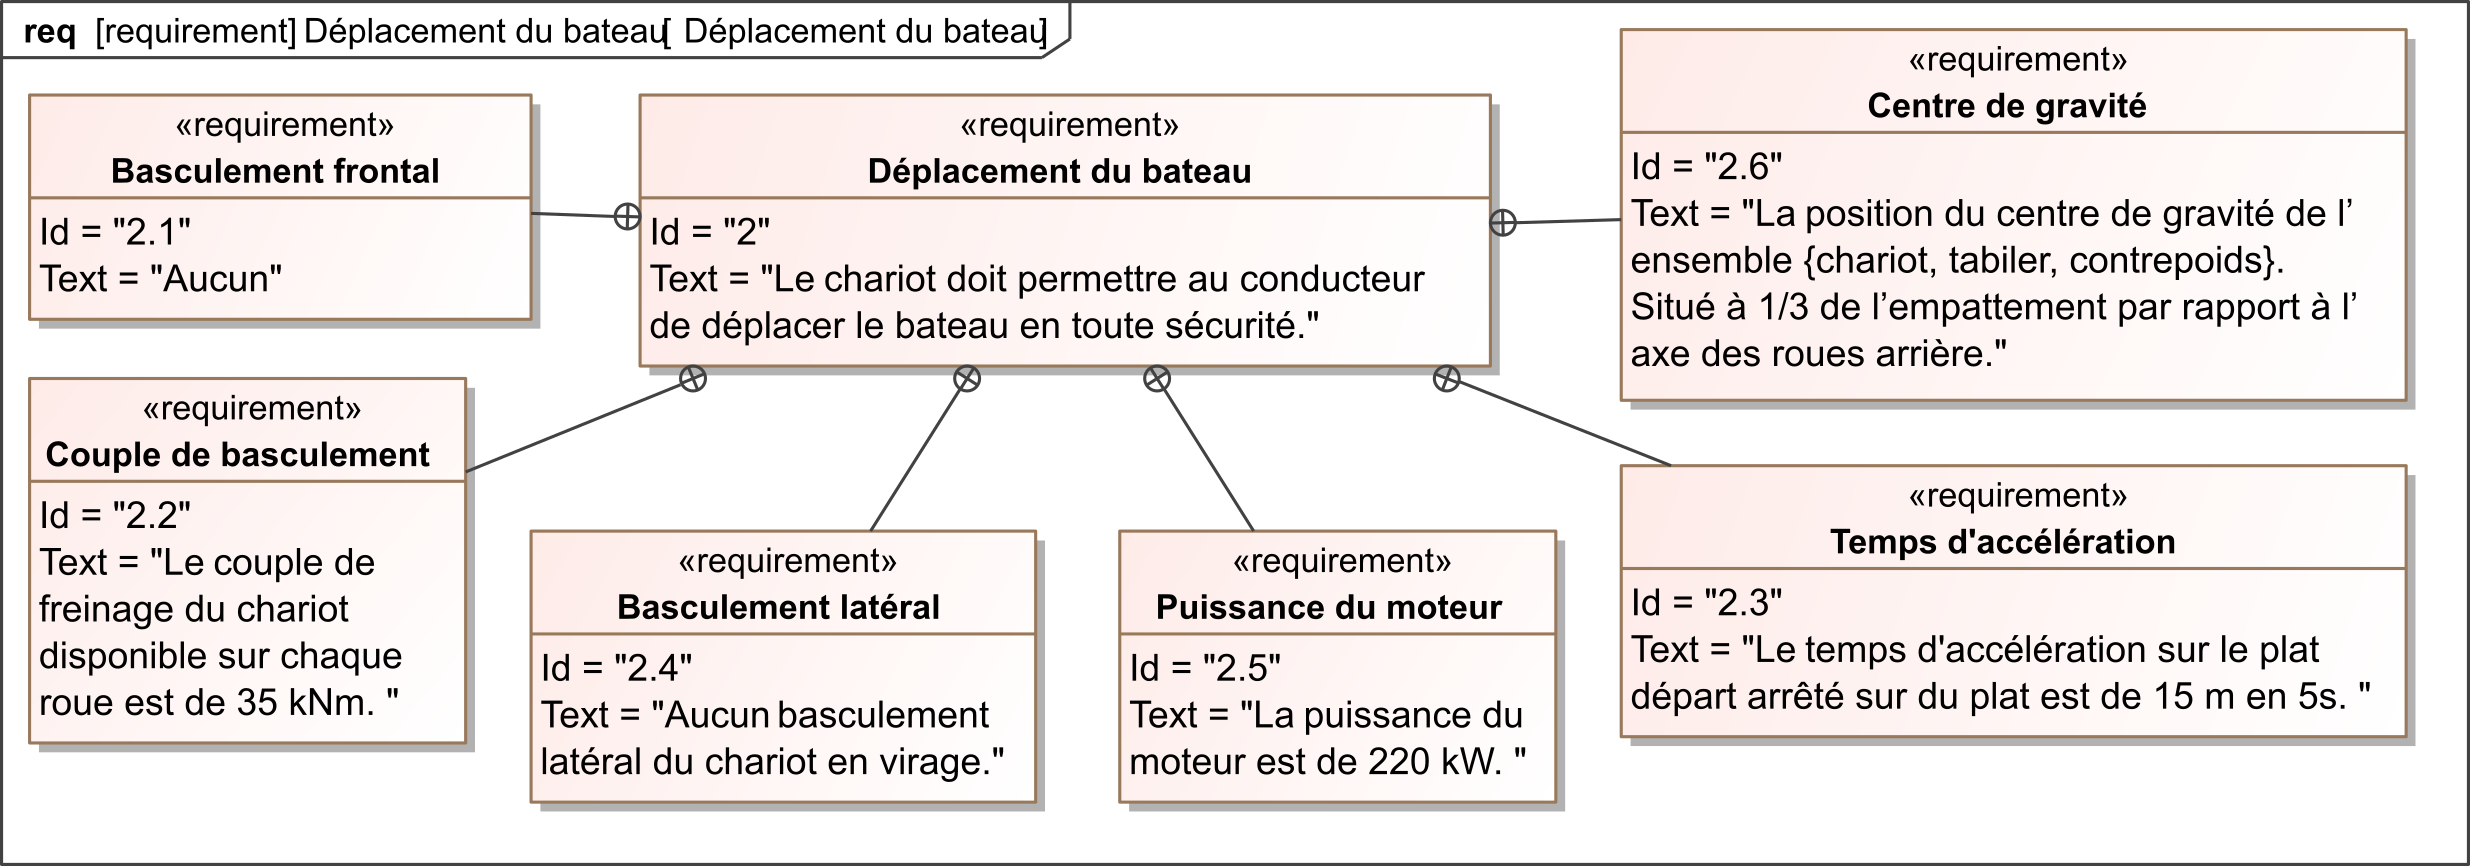 req [requirement] Déplacement du bateau[ Déplacement du bateau]
«requirement»
Basculement frontal
Id = "2.1"
Text = "Aucun"
«requirement»
Déplacement du bateau
Id = "2"
Text = "Le chariot doit permettre au conducteur
de déplacer le bateau en toute sécurité."
«requirement»
Centre de gravité
Id = "2.6"
Text = "La position du centre de gravité de l’
ensemble {chariot, tabiler, contrepoids}.
Situé à 1/3 de l’empattement par rapport à l’
axe des roues arrière."
«requirement»
Couple de basculement
Id = "2.2"
Text = "Le couple de
freinage du chariot
disponible sur chaque
roue est de 35 kNm. "
«requirement»
Basculement latéral
Id = "2.4"
Text = "Aucun basculement
latéral du chariot en virage."
«requirement»
Puissance du moteur
Id = "2.5"
Text = "La puissance du
moteur est de 220 kW. "
«requirement»
Temps d'accélération
Id = "2.3"
Text = "Le temps d'accélération sur le plat
départ arrêté sur du plat est de 15 m en 5s. "